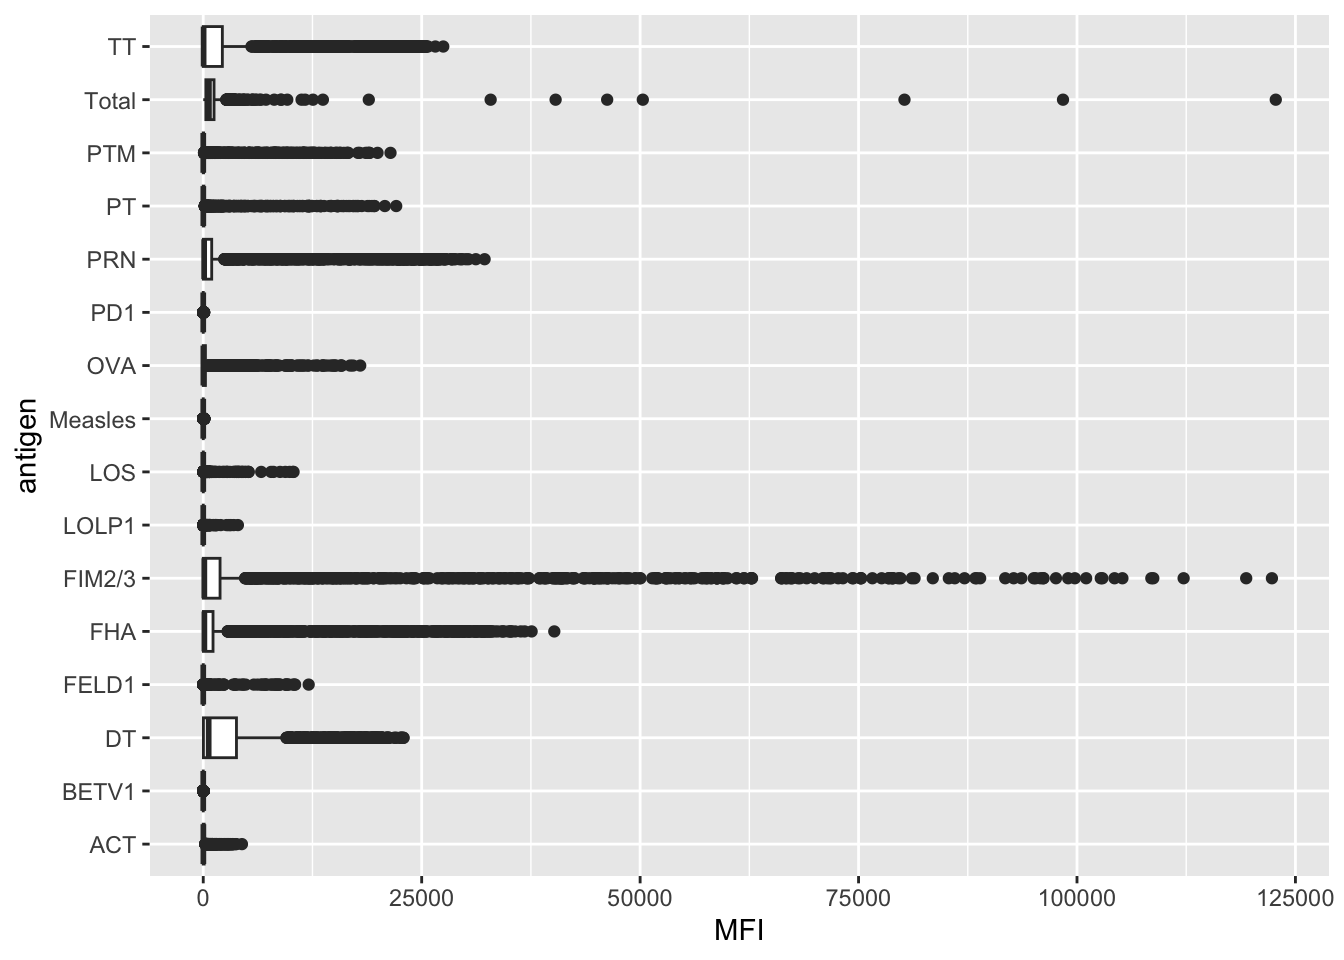 TT
Total
PTM
PT
PRN
PD1
OVA
Measles
LOS
LOLP1
FIM2/3
FHA
FELD1
DT
BETV1
ACT
antigen
0 25000 50000 75000 100000 125000
MFI